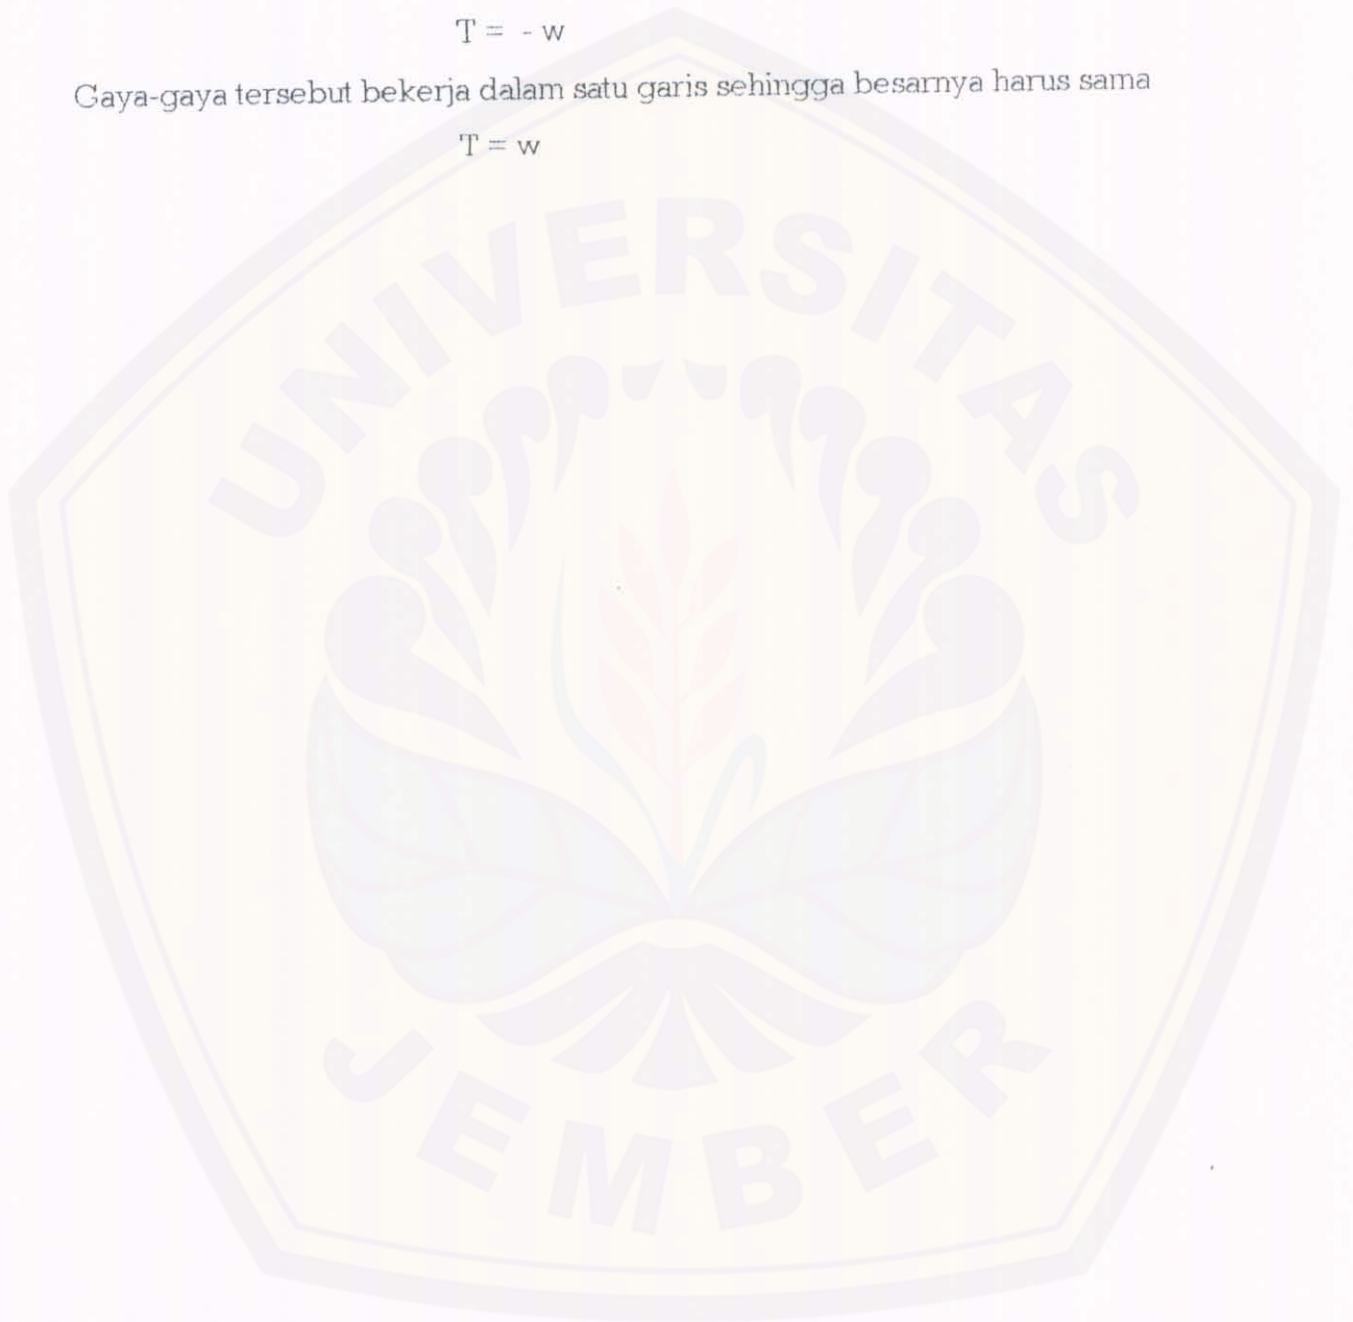 T = - w
Gaya-gaya tersebut bekerja dalam satu garis sehingga besarnya harus sama
T = w
UNIVERSITAS
JEMBER